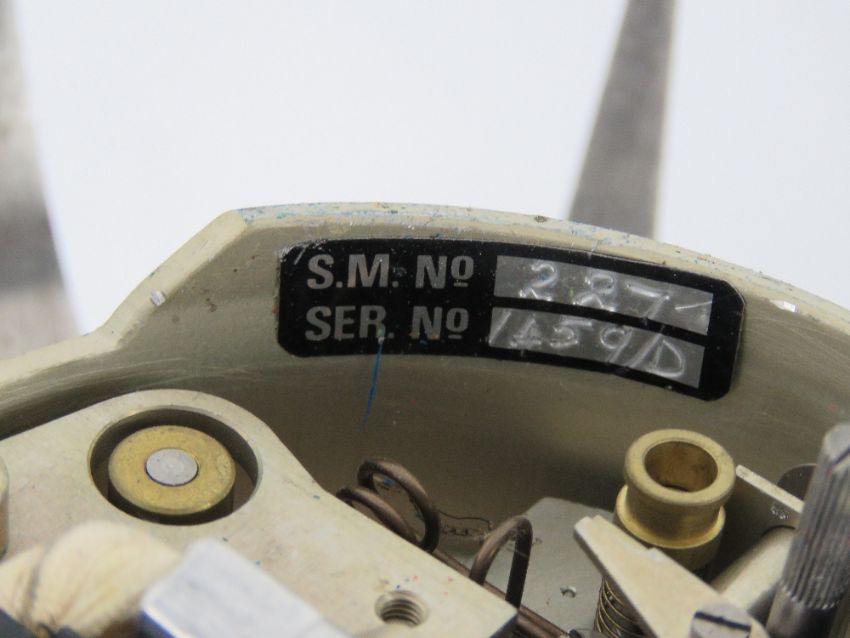 S.M. Nº 2271
SER. Nº 1459/D